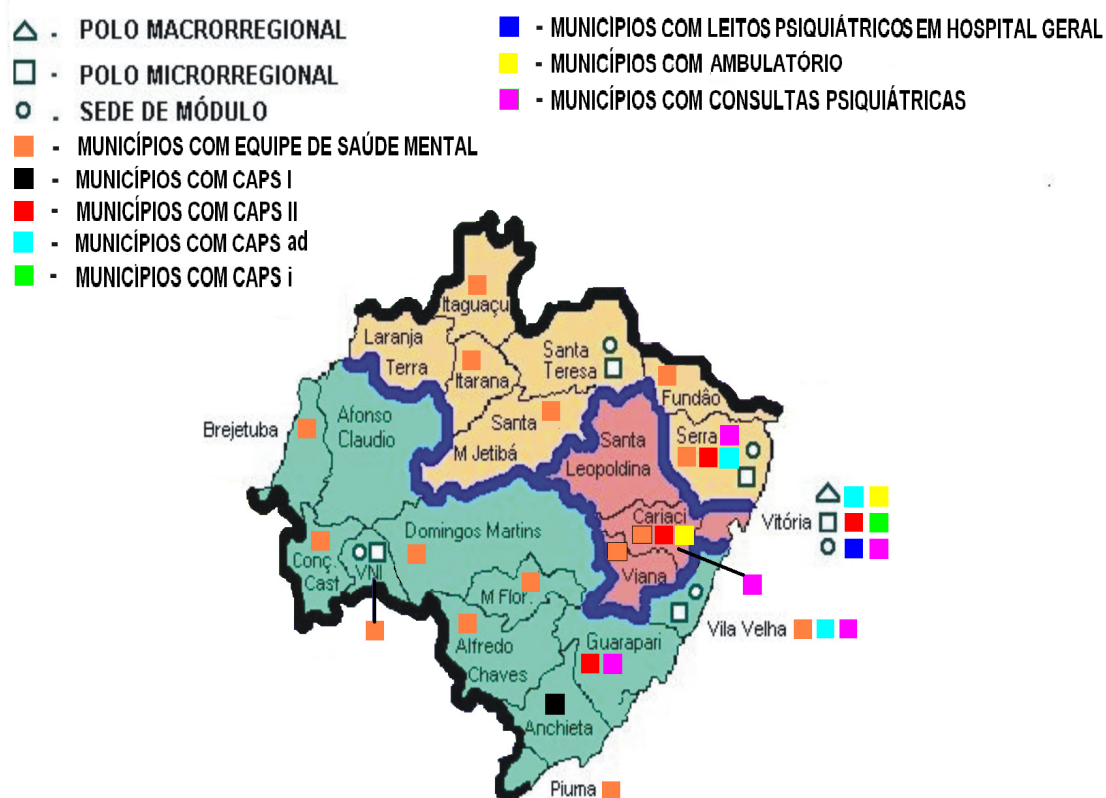 - POLO MACRORREGIONAL
- POLO MICRORREGIONAL
. SEDE DE MÓDULO
- MUNICÍPIOS COM EQUIPE DE SAÚDE MENTAL
- MUNICÍPIOS COM CAPS I
- MUNICÍPIOS COM CAPS II
- MUNICÍPIOS COM CAPS ad
- MUNICÍPIOS COM CAPS i
- MUNICÍPIOS COM LEITOS PSIQUIÁTRICOS EM HOSPITAL GERAL
- MUNICÍPIOS COM AMBULATÓRIO
- MUNICÍPIOS COM CONSULTAS PSIQUIÁTRICAS
Itaguaçu
Laranja
Terra
Itarana
Santa
Teresa
Fundão
Santa
M Jetibá
Serra
Brejetuba
Afonso
Claudio
Santa
Leopoldina
Cariaci
Vitória
Domingos Martins
Viana
Conç.
Cast
VNI
M Flor.
Alfredo
Chaves
Guarapari
Vila Velha
Anchieta
Piuma